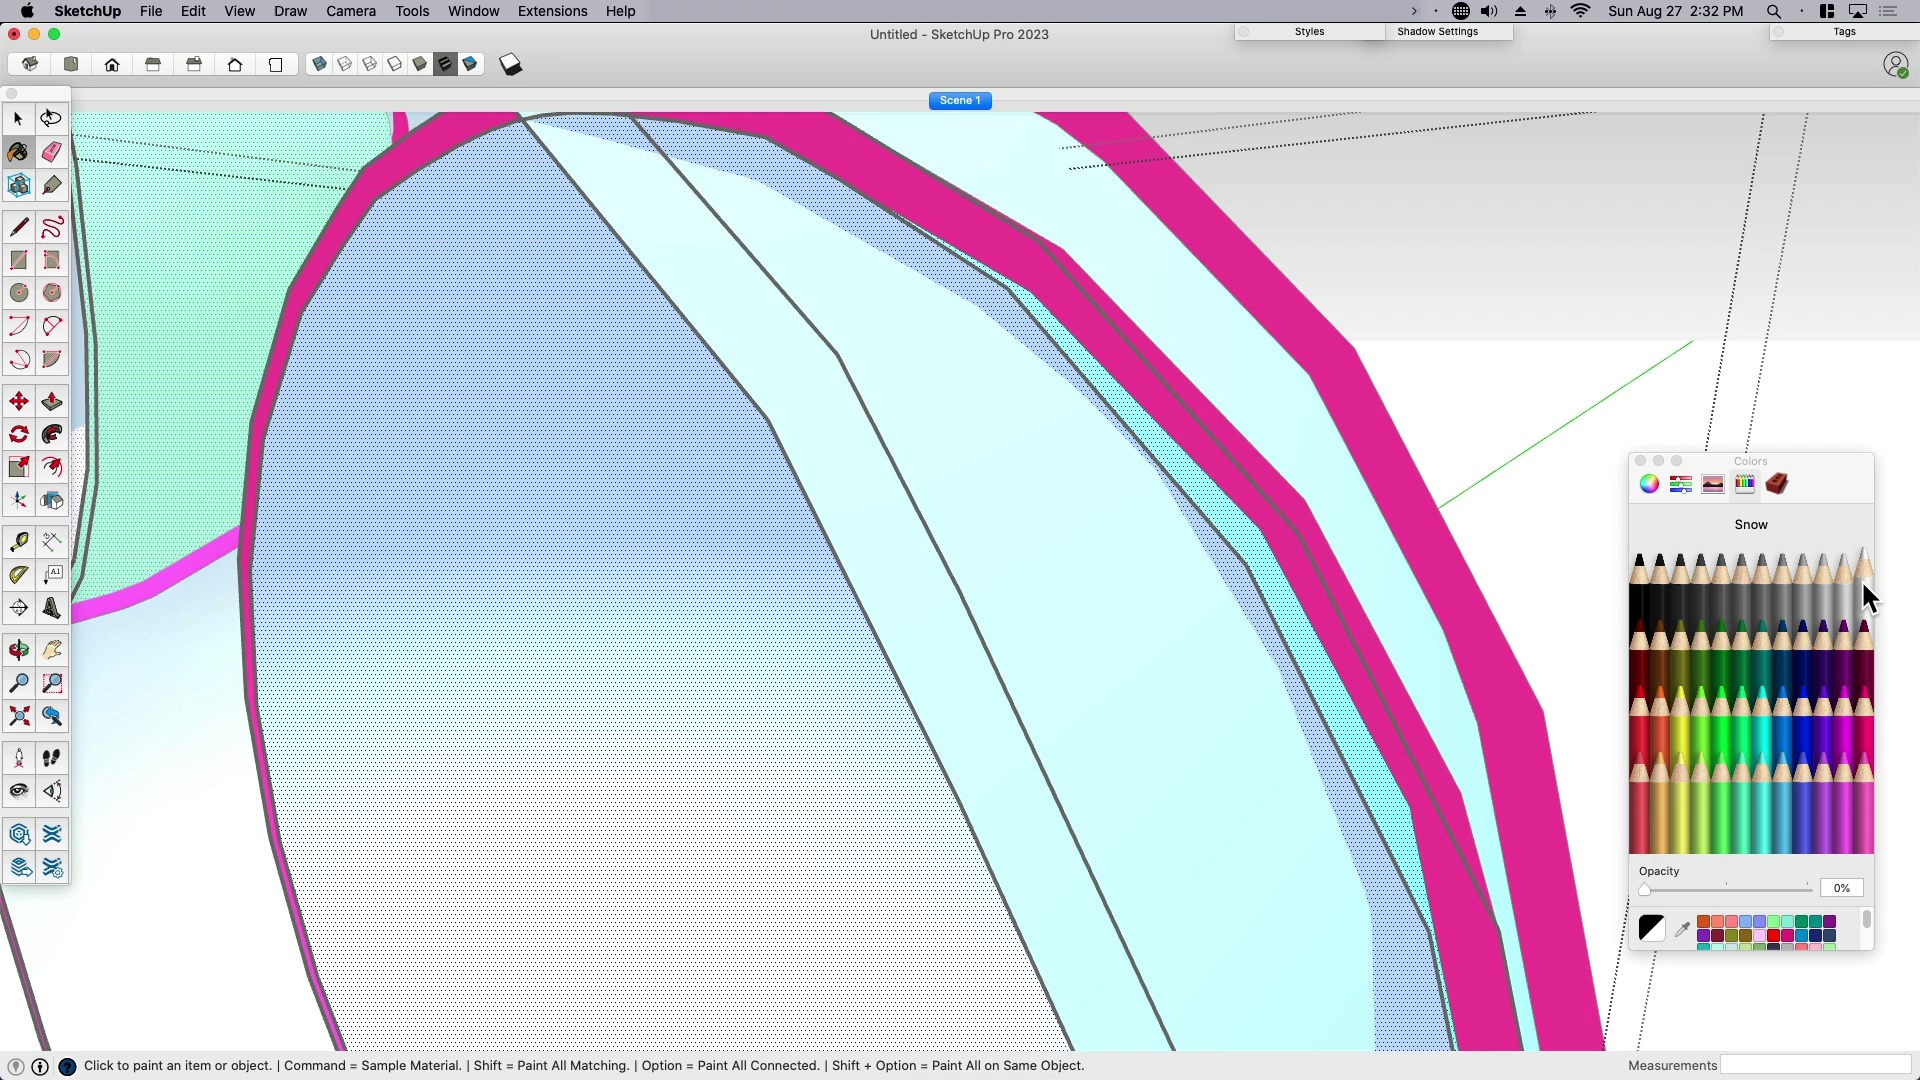 SketchUp File Edit View Draw Camera Tools Window Extensions Help
Sun Aug 27 2:32 PM
Untitled - SketchUp Pro 2023
Styles
Shadow Settings
Tags
Scene 1
A1
Colors
Snow
Opacity
0%
Click to paint an item or object. | Command = Sample Material. | Shift = Paint All Matching. | Option = Paint All Connected. | Shift + Option = Paint All on Same Object.
Measurements